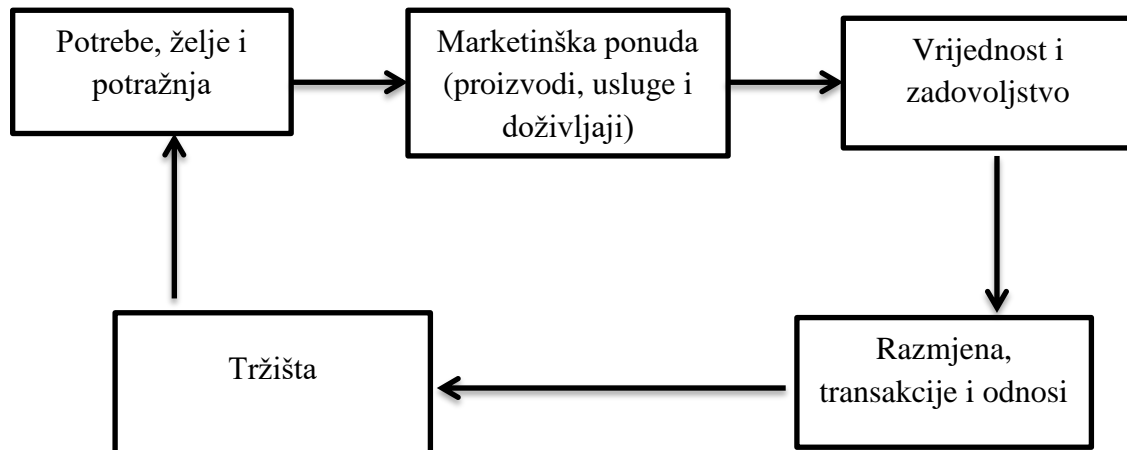 Potrebe, želje i
potražnja
Marketinška ponuda
(proizvodi, usluge i
doživljaji)
Vrijednost i
zadovoljstvo
Razmjena,
transakcije i odnosi
Tržišta